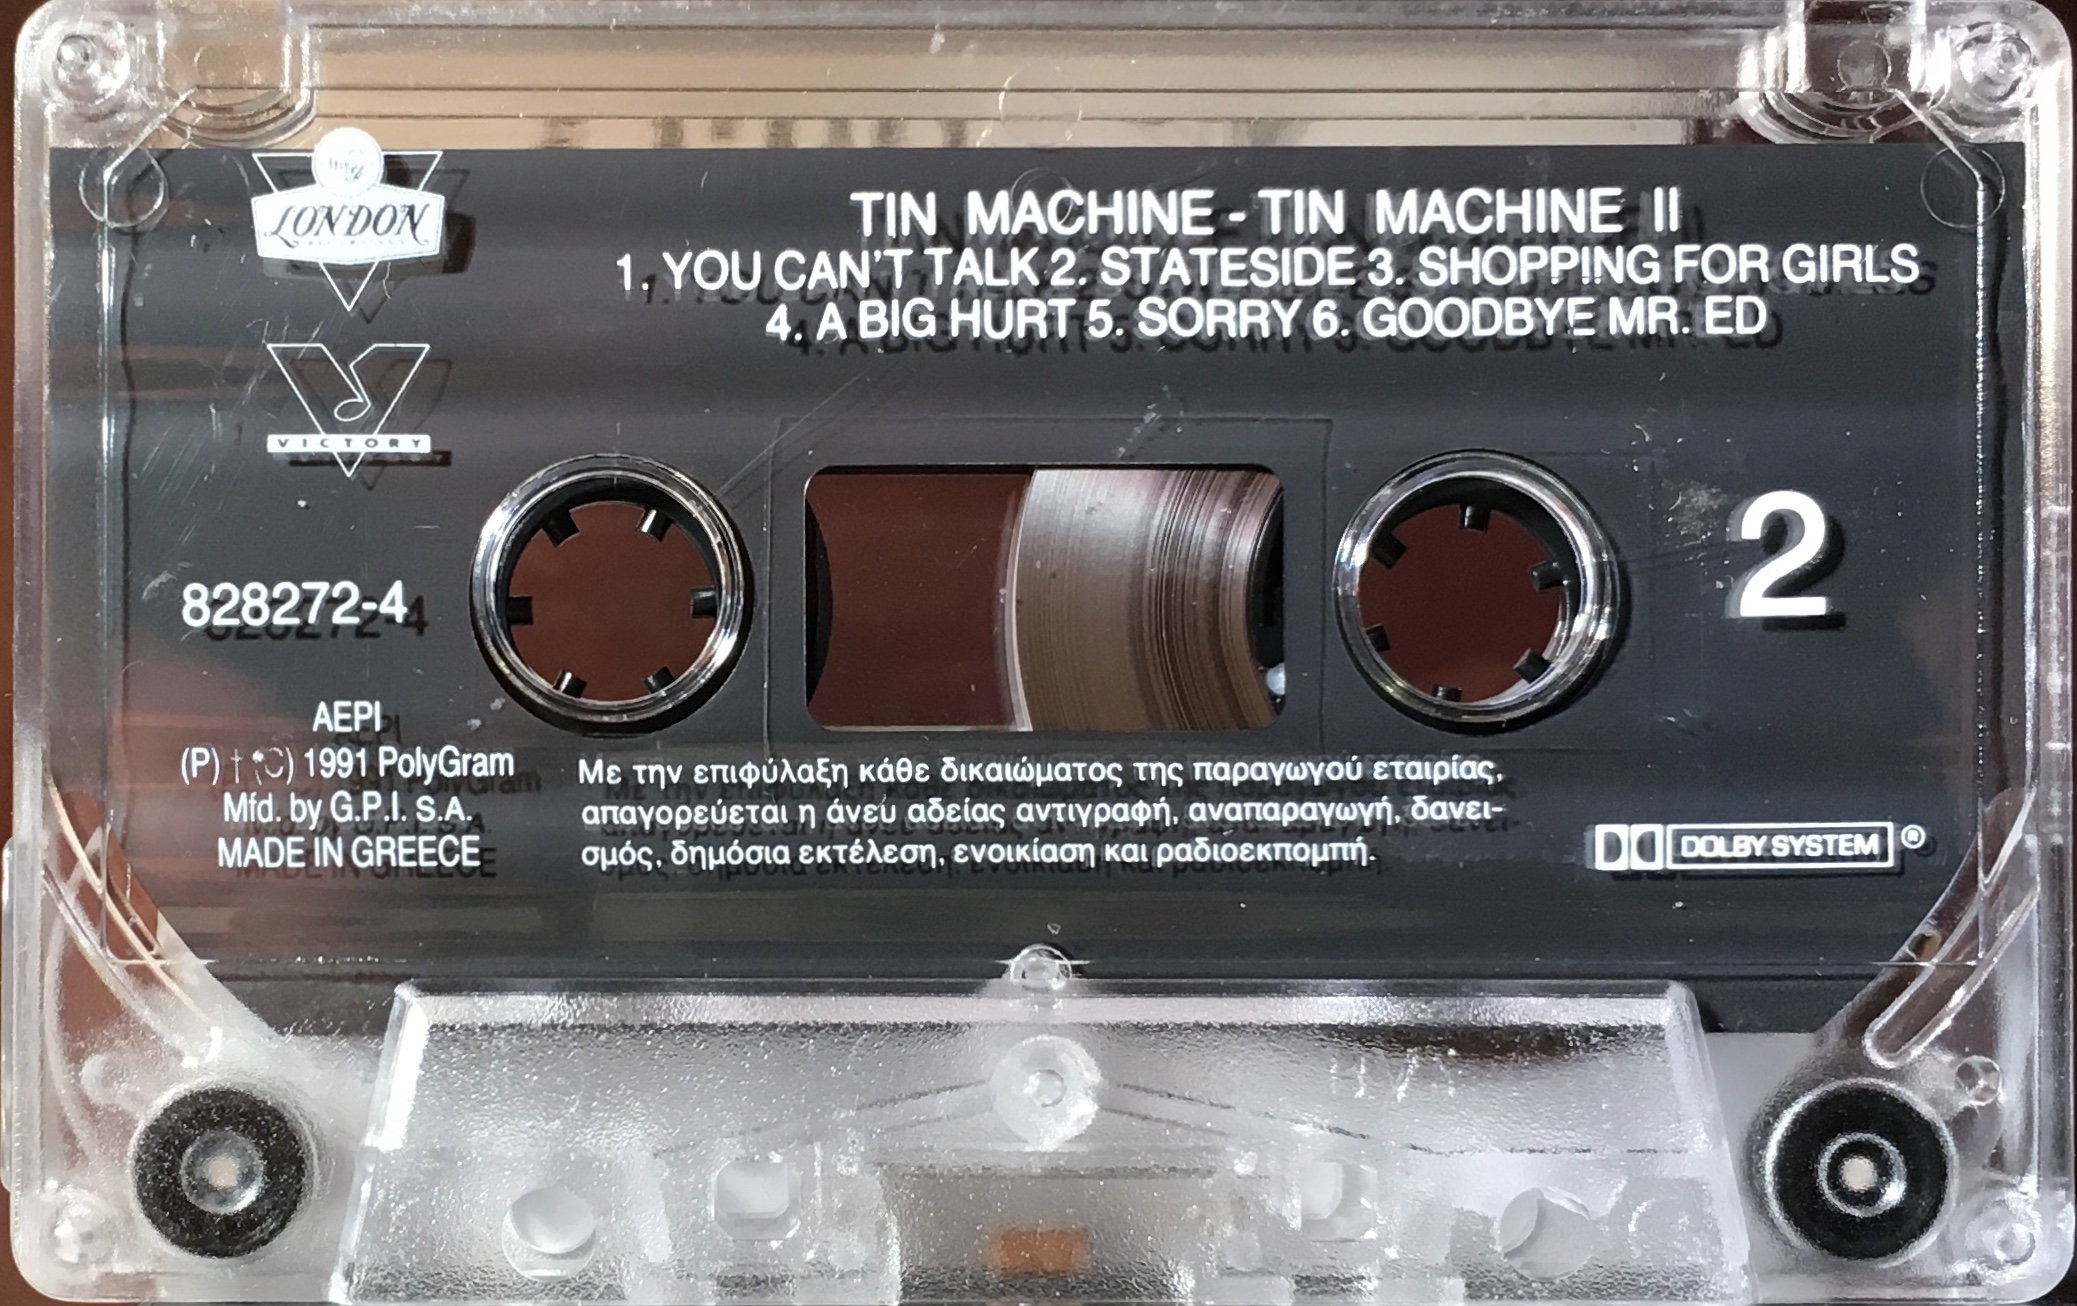 LONDON
VICTORY
TIN MACHINE - TIN MACHINE II
1. YOU CAN'T TALK 2. STATESIDE 3. SHOPPING FOR GIRLS
4. A BIG HURT 5. SORRY 6. GOODBYE MR. ED
828272-4
2
AEPI
(P) C) 1991 PolyGram
Mfd. by G.P.I. S.A.
MADE IN GREECE
Με την επιφύλαξη κάθε δικαιώματος της παραγωγού εταιρίας,
απαγορεύεται η άνευ αδείας αντιγραφή, αναπαραγωγή, δανει-
σμός, δημόσια εκτέλεση, ενοικίαση και ραδιοεκπομπή.
DOLBY SYSTEM ®